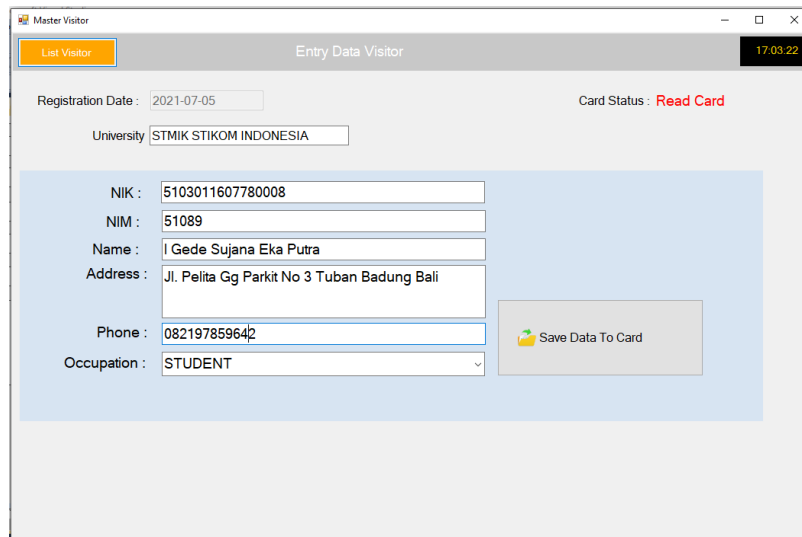 Master Visitor
List Visitor Entry Data Visitor 17:03:22
Registration Date : 2021-07-05 Card Status : Read Card
University STMIK STIKOM INDONESIA
NIK : 5103011607780008
NIM : 51089
Name : I Gede Sujana Eka Putra
Address : Jl. Pelita Gg Parkit No 3 Tuban Badung Bali
Phone : 082197859642
Save Data To Card
Occupation : STUDENT